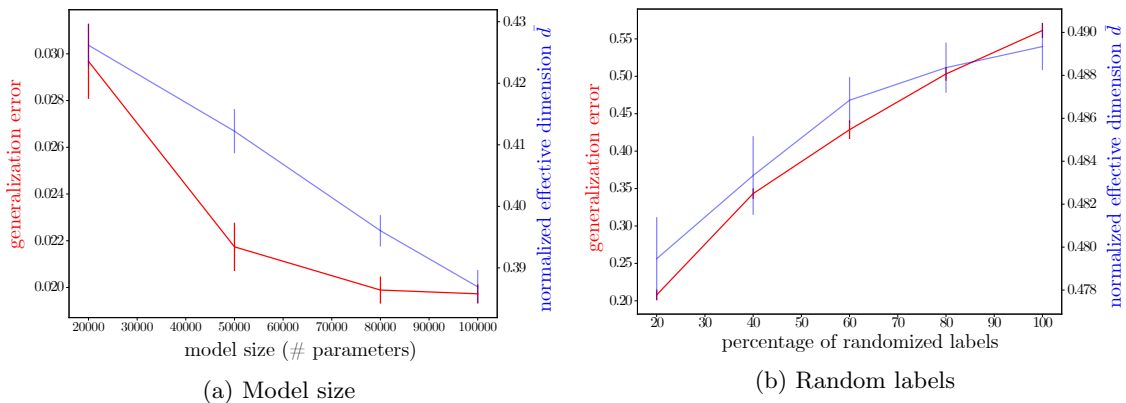 generalization error
0.030
0.028
0.026
0.024
0.022
0.020
0.43
0.42
0.41
0.40
0.39
normalized effective dimension d̄
20000 30000 40000 50000 60000 70000 80000 90000 100000
model size (# parameters)
(a) Model size
generalization error
0.55
0.50
0.45
0.40
0.35
0.30
0.25
0.20
0.490
0.488
0.486
0.484
0.482
0.480
0.478
normalized effective dimension d̄
20 30 40 50 60 70 80 90 100
percentage of randomized labels
(b) Random labels